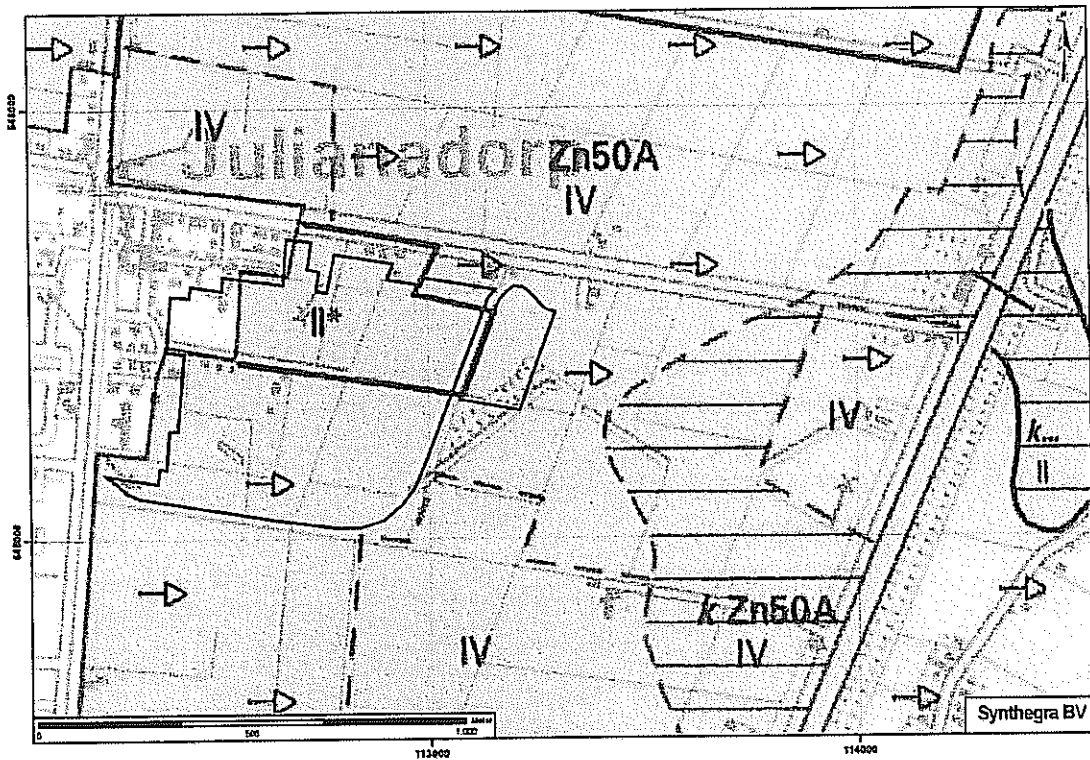 IV
Julianadorp
Zn50A
IV
II*
IV
k...
II
k Zn50A
IV
IV
Meter
0
500
1.000
Synthegra BV
113000
114000